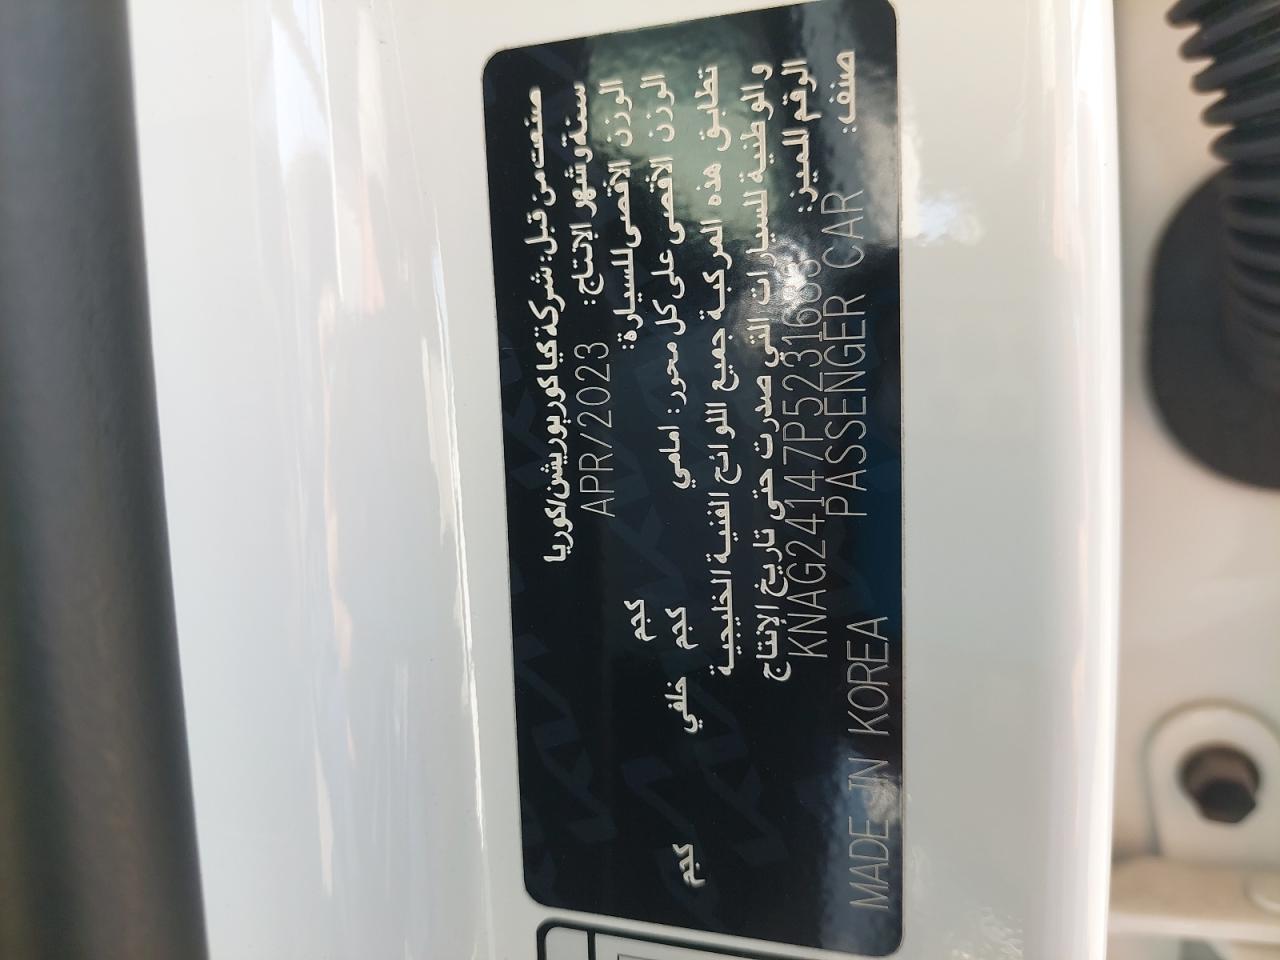 صنعت من قبل: شركة كيا كوربوريشن/كوريا
سنة وشهر الإنتاج: APR/2023
الوزن الأقصى للسيارة: كجم
الوزن الأقصى على كل محور: امامي كجم خلفي كجم
تطابق هذه المركبة جميع اللوائح الفنية الخليجية
والوطنية للسيارات التي صدرت حتى تاريخ الإنتاج
الرقم المميز:
صنف: PASSENGER CAR
MADE IN KOREA